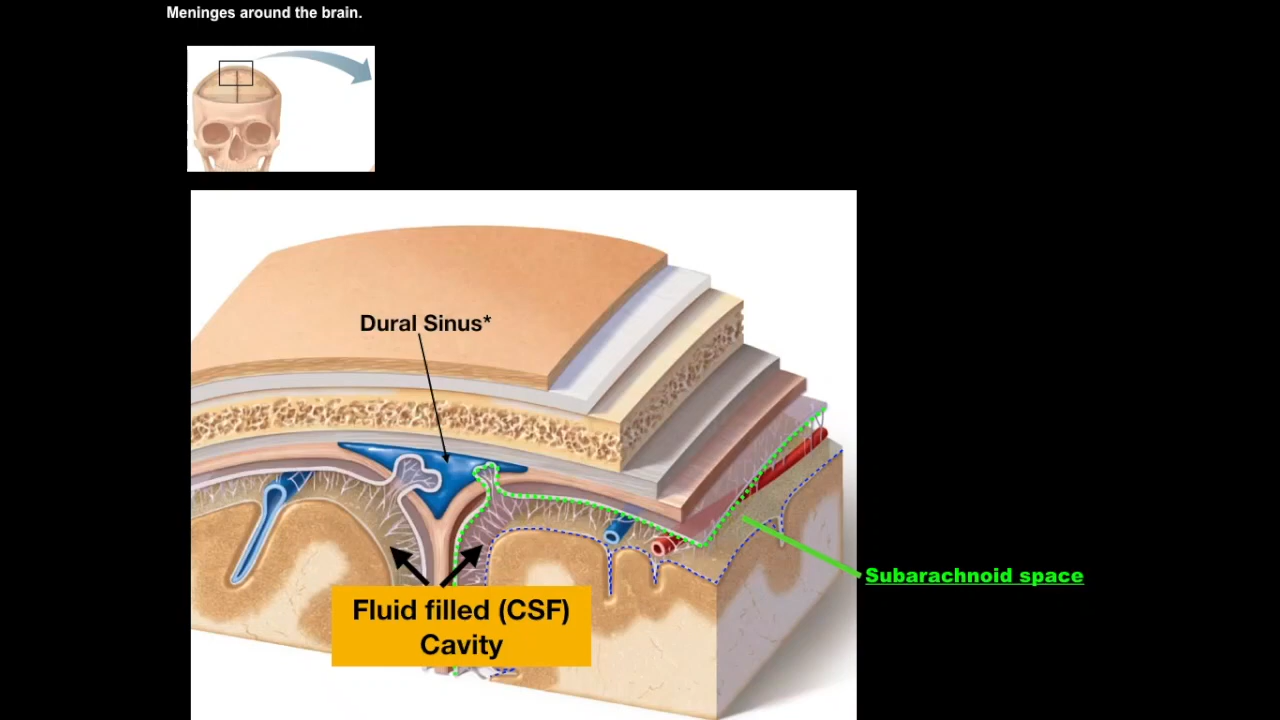 Meninges around the brain.
Dural Sinus*
Subarachnoid space
Fluid filled (CSF)
Cavity